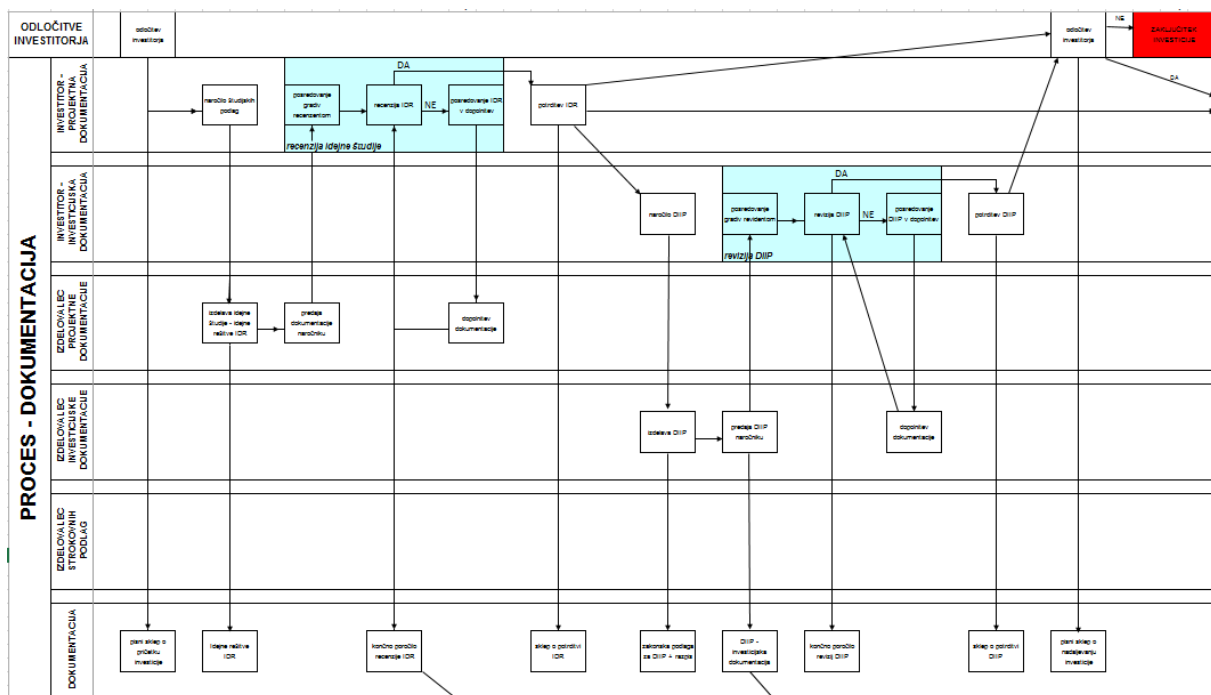 ODLOČITVE
INVESTITORJA
odločitev
investitorja
odločitev
investitorja
NE
ZAKLJUČITEK
INVESTICIJE
DA
PROCES - DOKUMENTACIJA
INVESTITOR -
PROJEKTNA
DOKUMENTACIJA
naročilo študijskih
podlag
posredovanje
gradiv
recenzentom
DA
recenzija IDR
NE
posredovanje IDR
v dopolnitev
recenzija idejne študije
potrditev IDR
INVESTITOR -
INVESTICIJSKA
DOKUMENTACIJA
naročilo DIIP
posredovanje
gradiv revidentom
DA
revizija DIIP
NE
posredovanje
DIIP v dopolnitev
revizija DIIP
potrditev DIIP
IZDELOVALEC
PROJEKTNE
DOKUMENTACIJE
izdelava idejne
študije - idejne
rešitve IDR
predaja
dokumentacije
naročniku
dopolnitev
dokumentacije
IZDELOVALEC
INVESTICIJSKE
DOKUMENTACIJE
izdelava DIIP
predaja DIIP
naročniku
dopolnitev
dokumentacije
IZDELOVALEC
STROKOVNIH
PODLAG
DOKUMENTACIJA
pisni sklep o
pričetku
investicije
Idejne rešitve
IDR
končno poročilo
recenzije IDR
sklep o potrditvi
IDR
zakonska podlaga
za DIIP + razpis
DIIP -
investicijska
dokumentacija
končno poročilo
revizij DIIP
sklep o potrditvi
DIIP
pisni sklep o
nadaljevanju
investicije